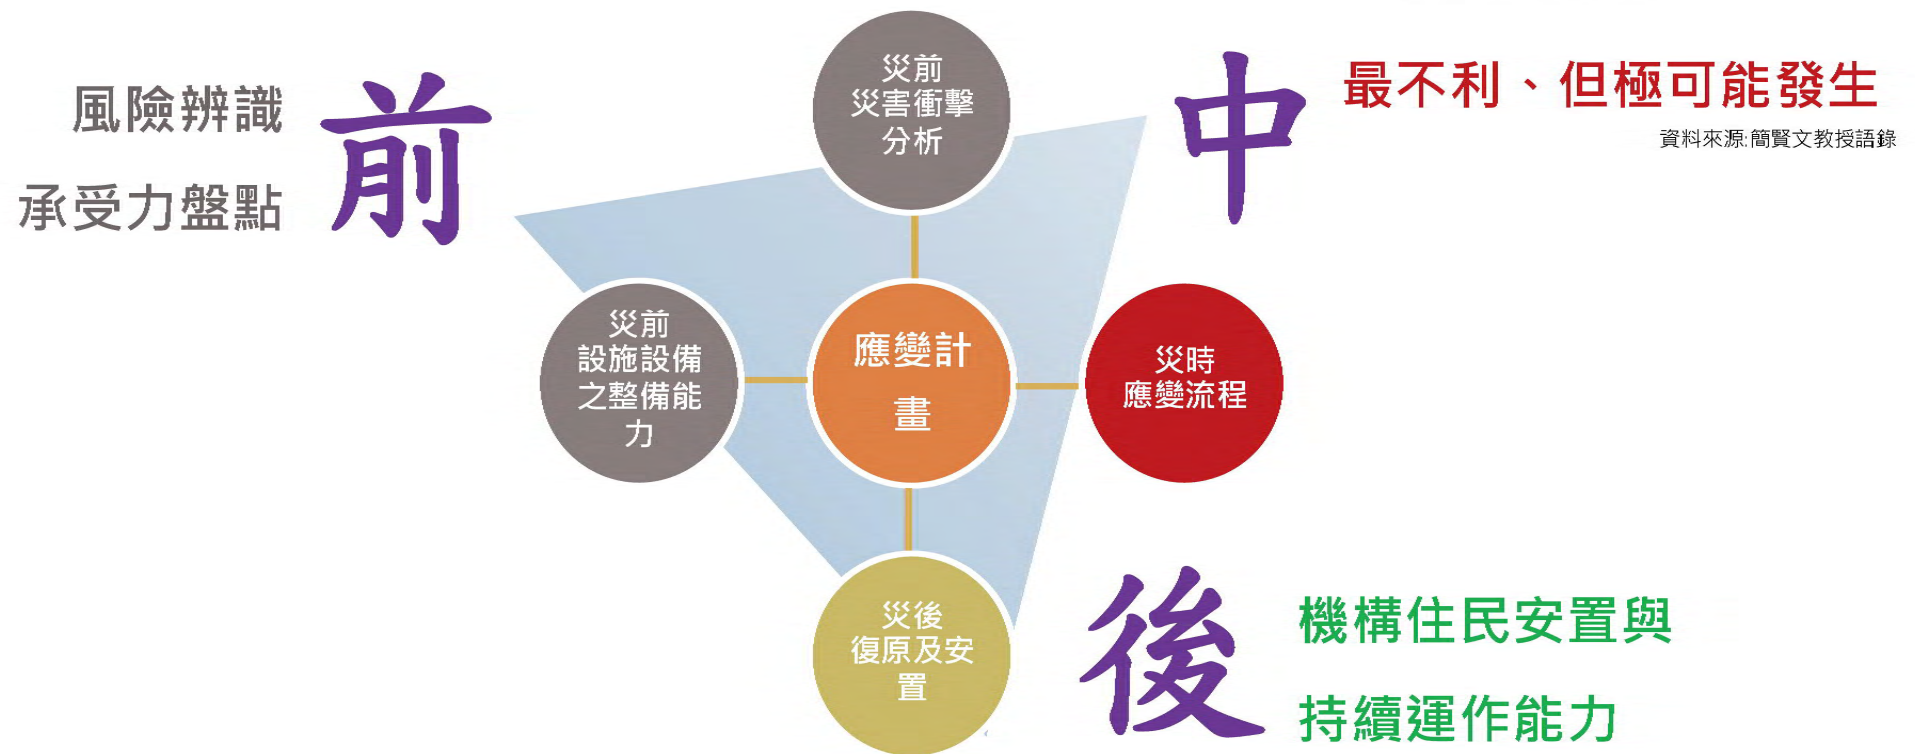 風險辨識
承受力盤點
前
災前
災害衝擊
分析
中
最不利、但極可能發生
資料來源:簡賢文教授語錄
災前
設施設備
之整備能
力
應變計
畫
災時
應變流程
災後
復原及安
置
後
機構住民安置與
持續運作能力